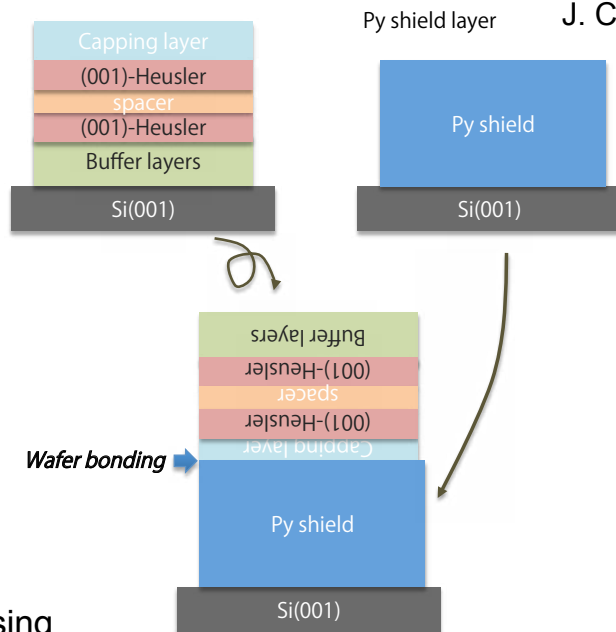 Py shield layer
J. C
Capping layer
(001)-Heusler
spacer
(001)-Heusler
Buffer layers
Si(001)
Py shield
Si(001)
Buffer layers
(001)-Heusler
spacer
(001)-Heusler
Capping layer
Wafer bonding
Py shield
Si(001)
sing